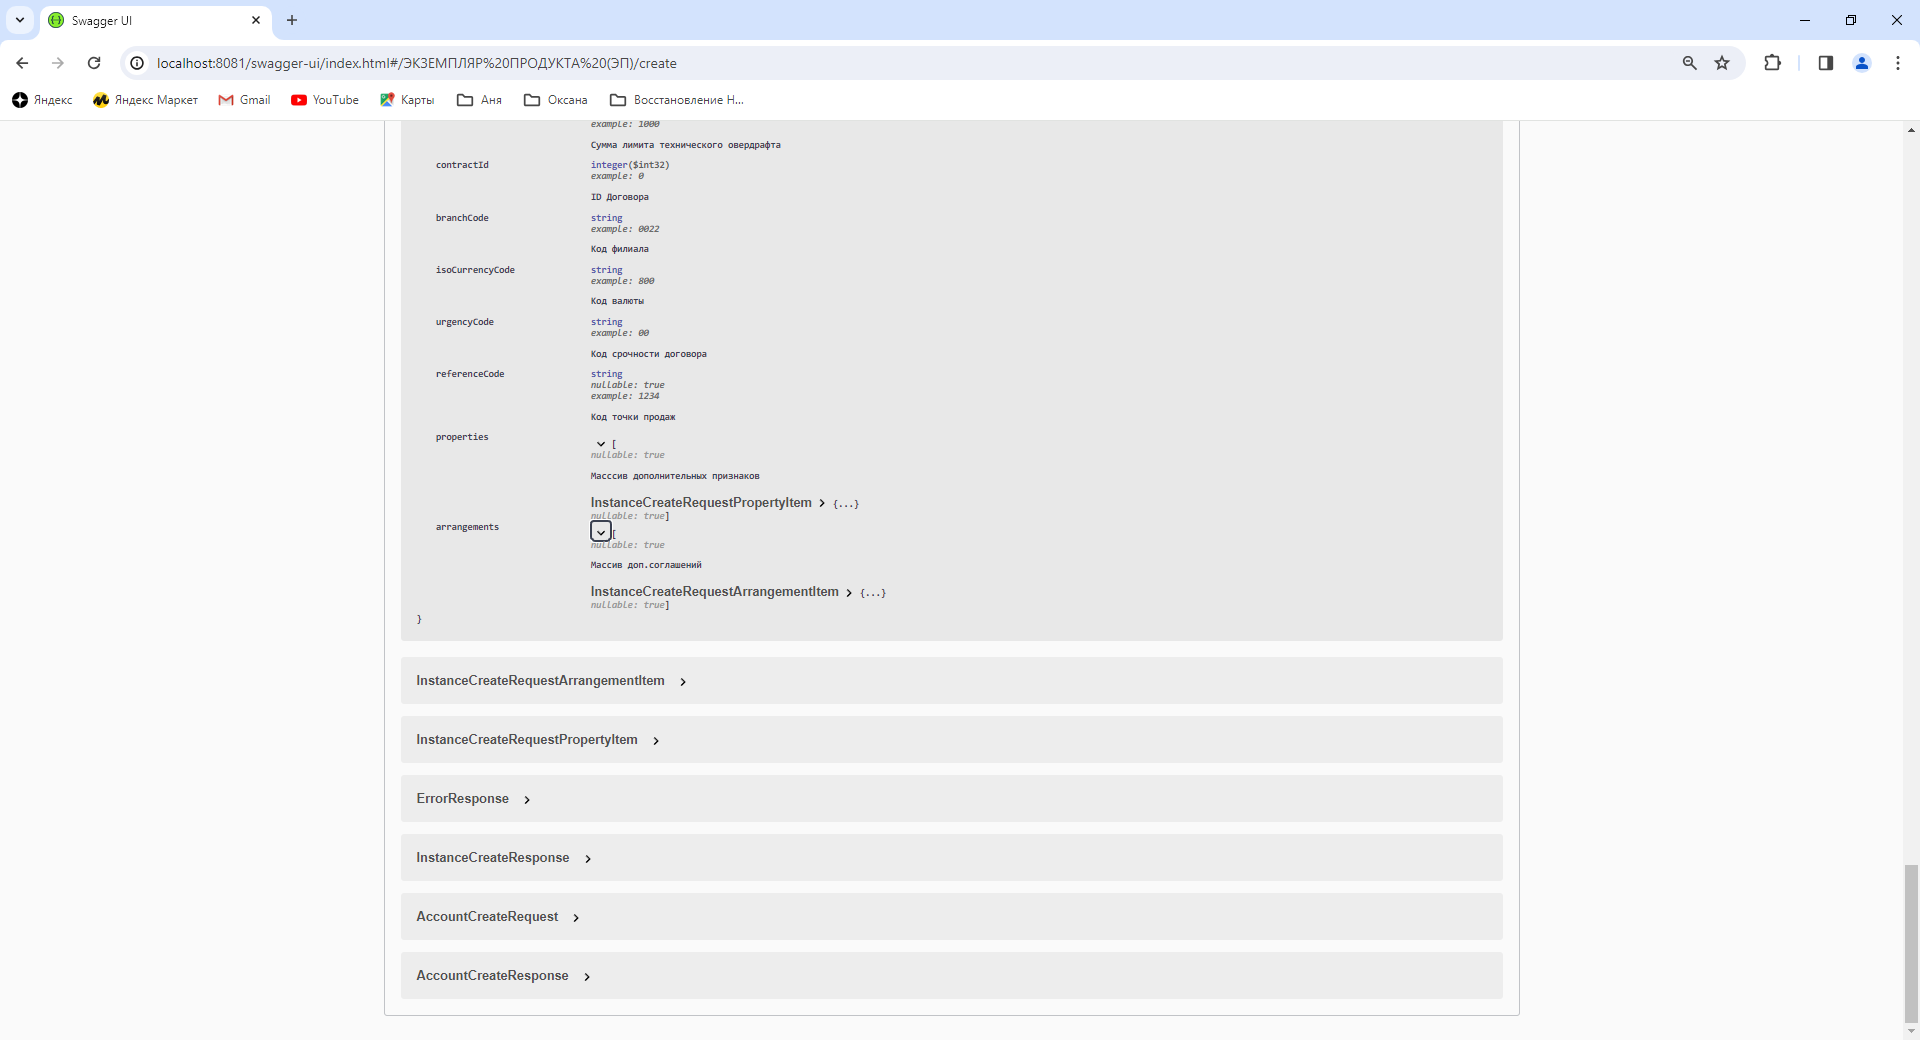 Swagger UI
localhost:8081/swagger-ui/index.html#/ЭКЗЕМПЛЯР%20ПРОДУКТА%20(ЭП)/create
Яндекс
Яндекс Маркет
Gmail
YouTube
Карты
Аня
Оксана
Восстановление Н...
example: 1000
Сумма лимита технического овердрафта
contractId integer($int32)
example: 0
ID Договора
branchCode string
example: 0022
Код филиала
isoCurrencyCode string
example: 800
Код валюты
urgencyCode string
example: 00
Код срочности договора
referenceCode string
nullable: true
example: 1234
Код точки продаж
properties [
nullable: true
Масссив дополнительных признаков
InstanceCreateRequestPropertyItem {...}
nullable: true]
arrangements [
nullable: true
Массив доп.соглашений
InstanceCreateRequestArrangementItem {...}
nullable: true]
}
InstanceCreateRequestArrangementItem
InstanceCreateRequestPropertyItem
ErrorResponse
InstanceCreateResponse
AccountCreateRequest
AccountCreateResponse